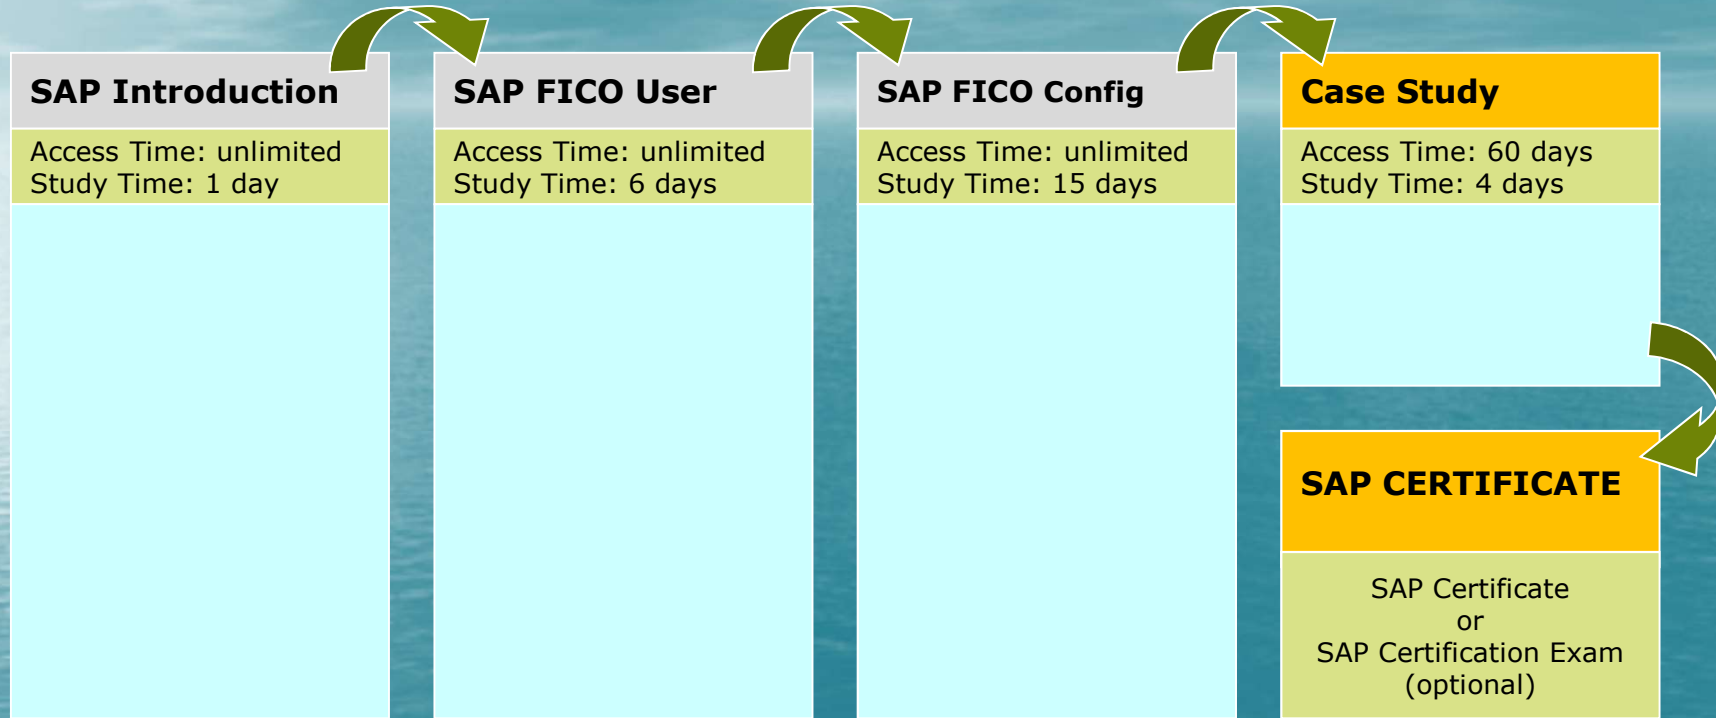 SAP Introduction
Access Time: unlimited
Study Time: 1 day
SAP FICO User
Access Time: unlimited
Study Time: 6 days
SAP FICO Config
Access Time: unlimited
Study Time: 15 days
Case Study
Access Time: 60 days
Study Time: 4 days
SAP CERTIFICATE
SAP Certificate
or
SAP Certification Exam
(optional)